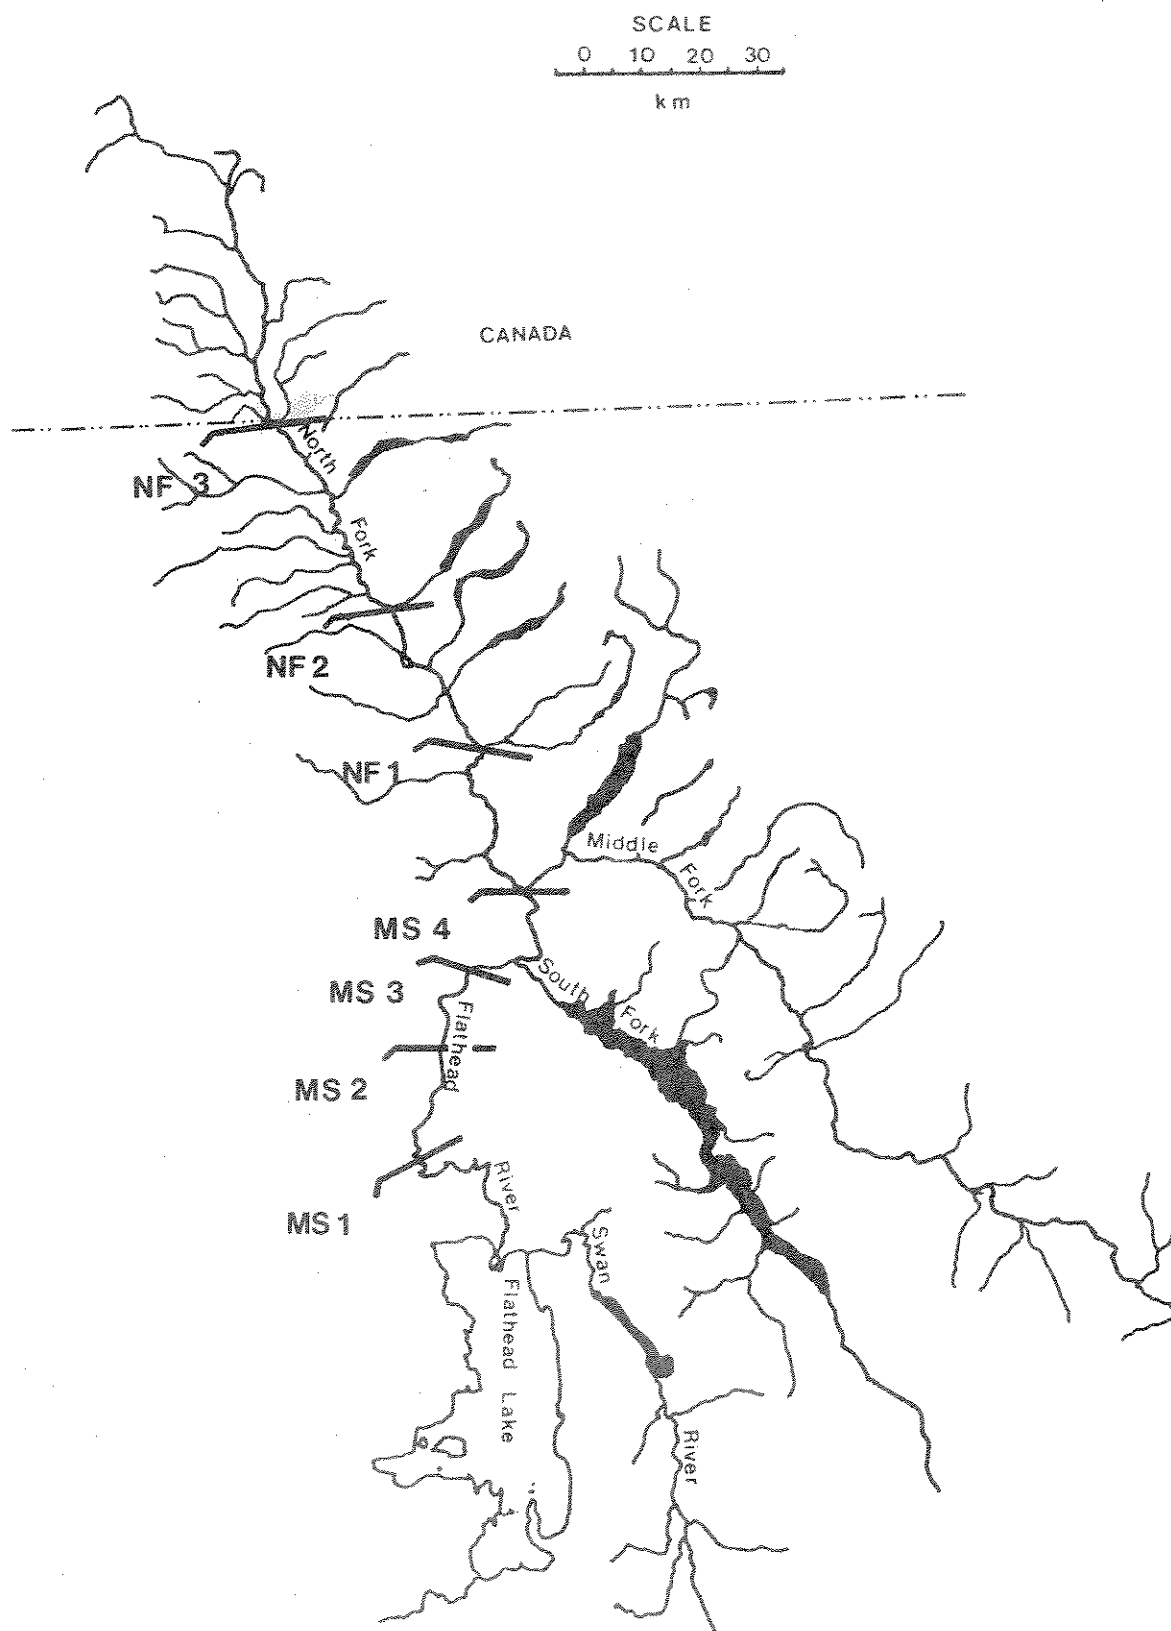 SCALE
0 10 20 30
km
CANADA
North
Fork
NF 3
NF 2
NF 1
Middle
Fork
MS 4
MS 3
South
Fork
Flathead
MS 2
MS 1
River
Swan
Flathead Lake
River